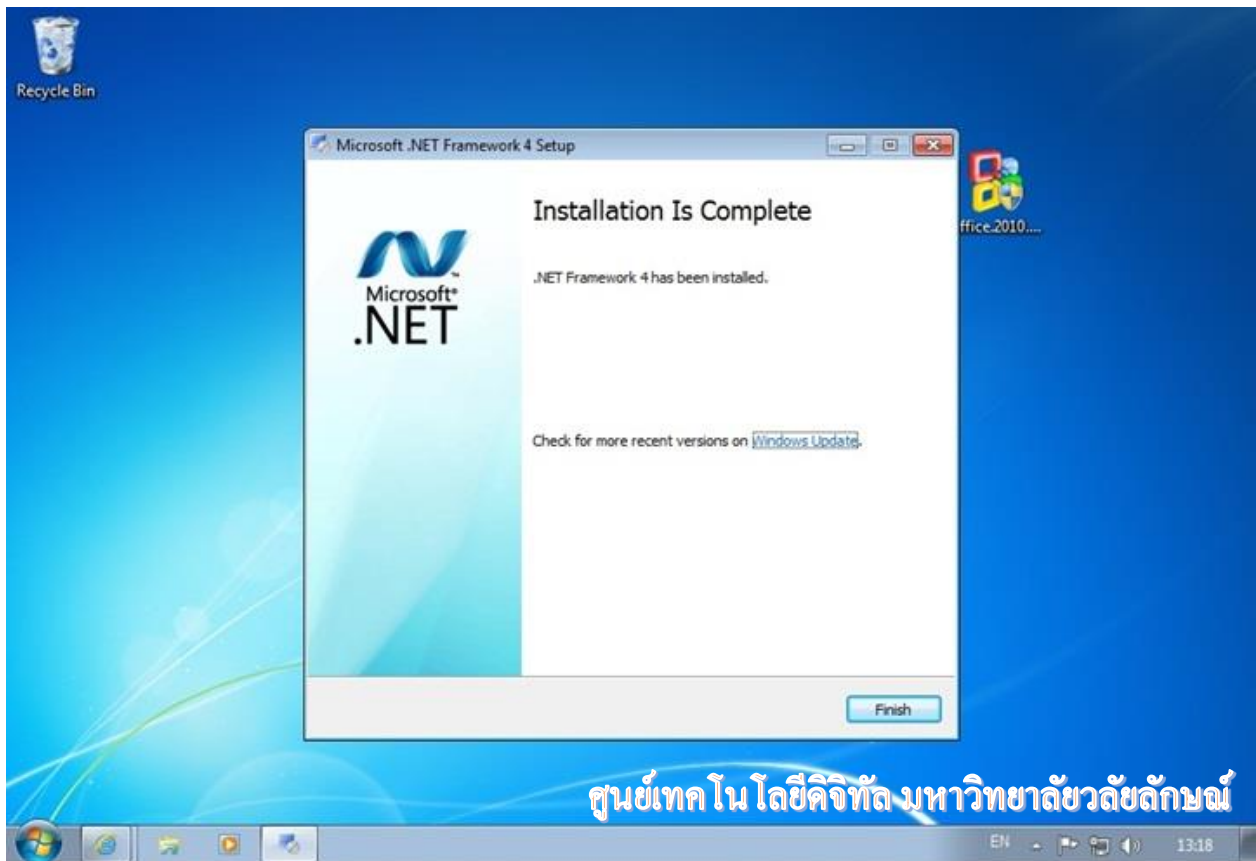 Recycle Bin
Microsoft .NET Framework 4 Setup
Installation Is Complete
ffice.2010....
.NET Framework 4 has been installed.
Microsoft®
.NET
Check for more recent versions on Windows Update.
Finish
ศูนย์เทคโนโลยีดิจิทัล มหาวิทยาลัยวลัยลักษณ์
EN
13:18